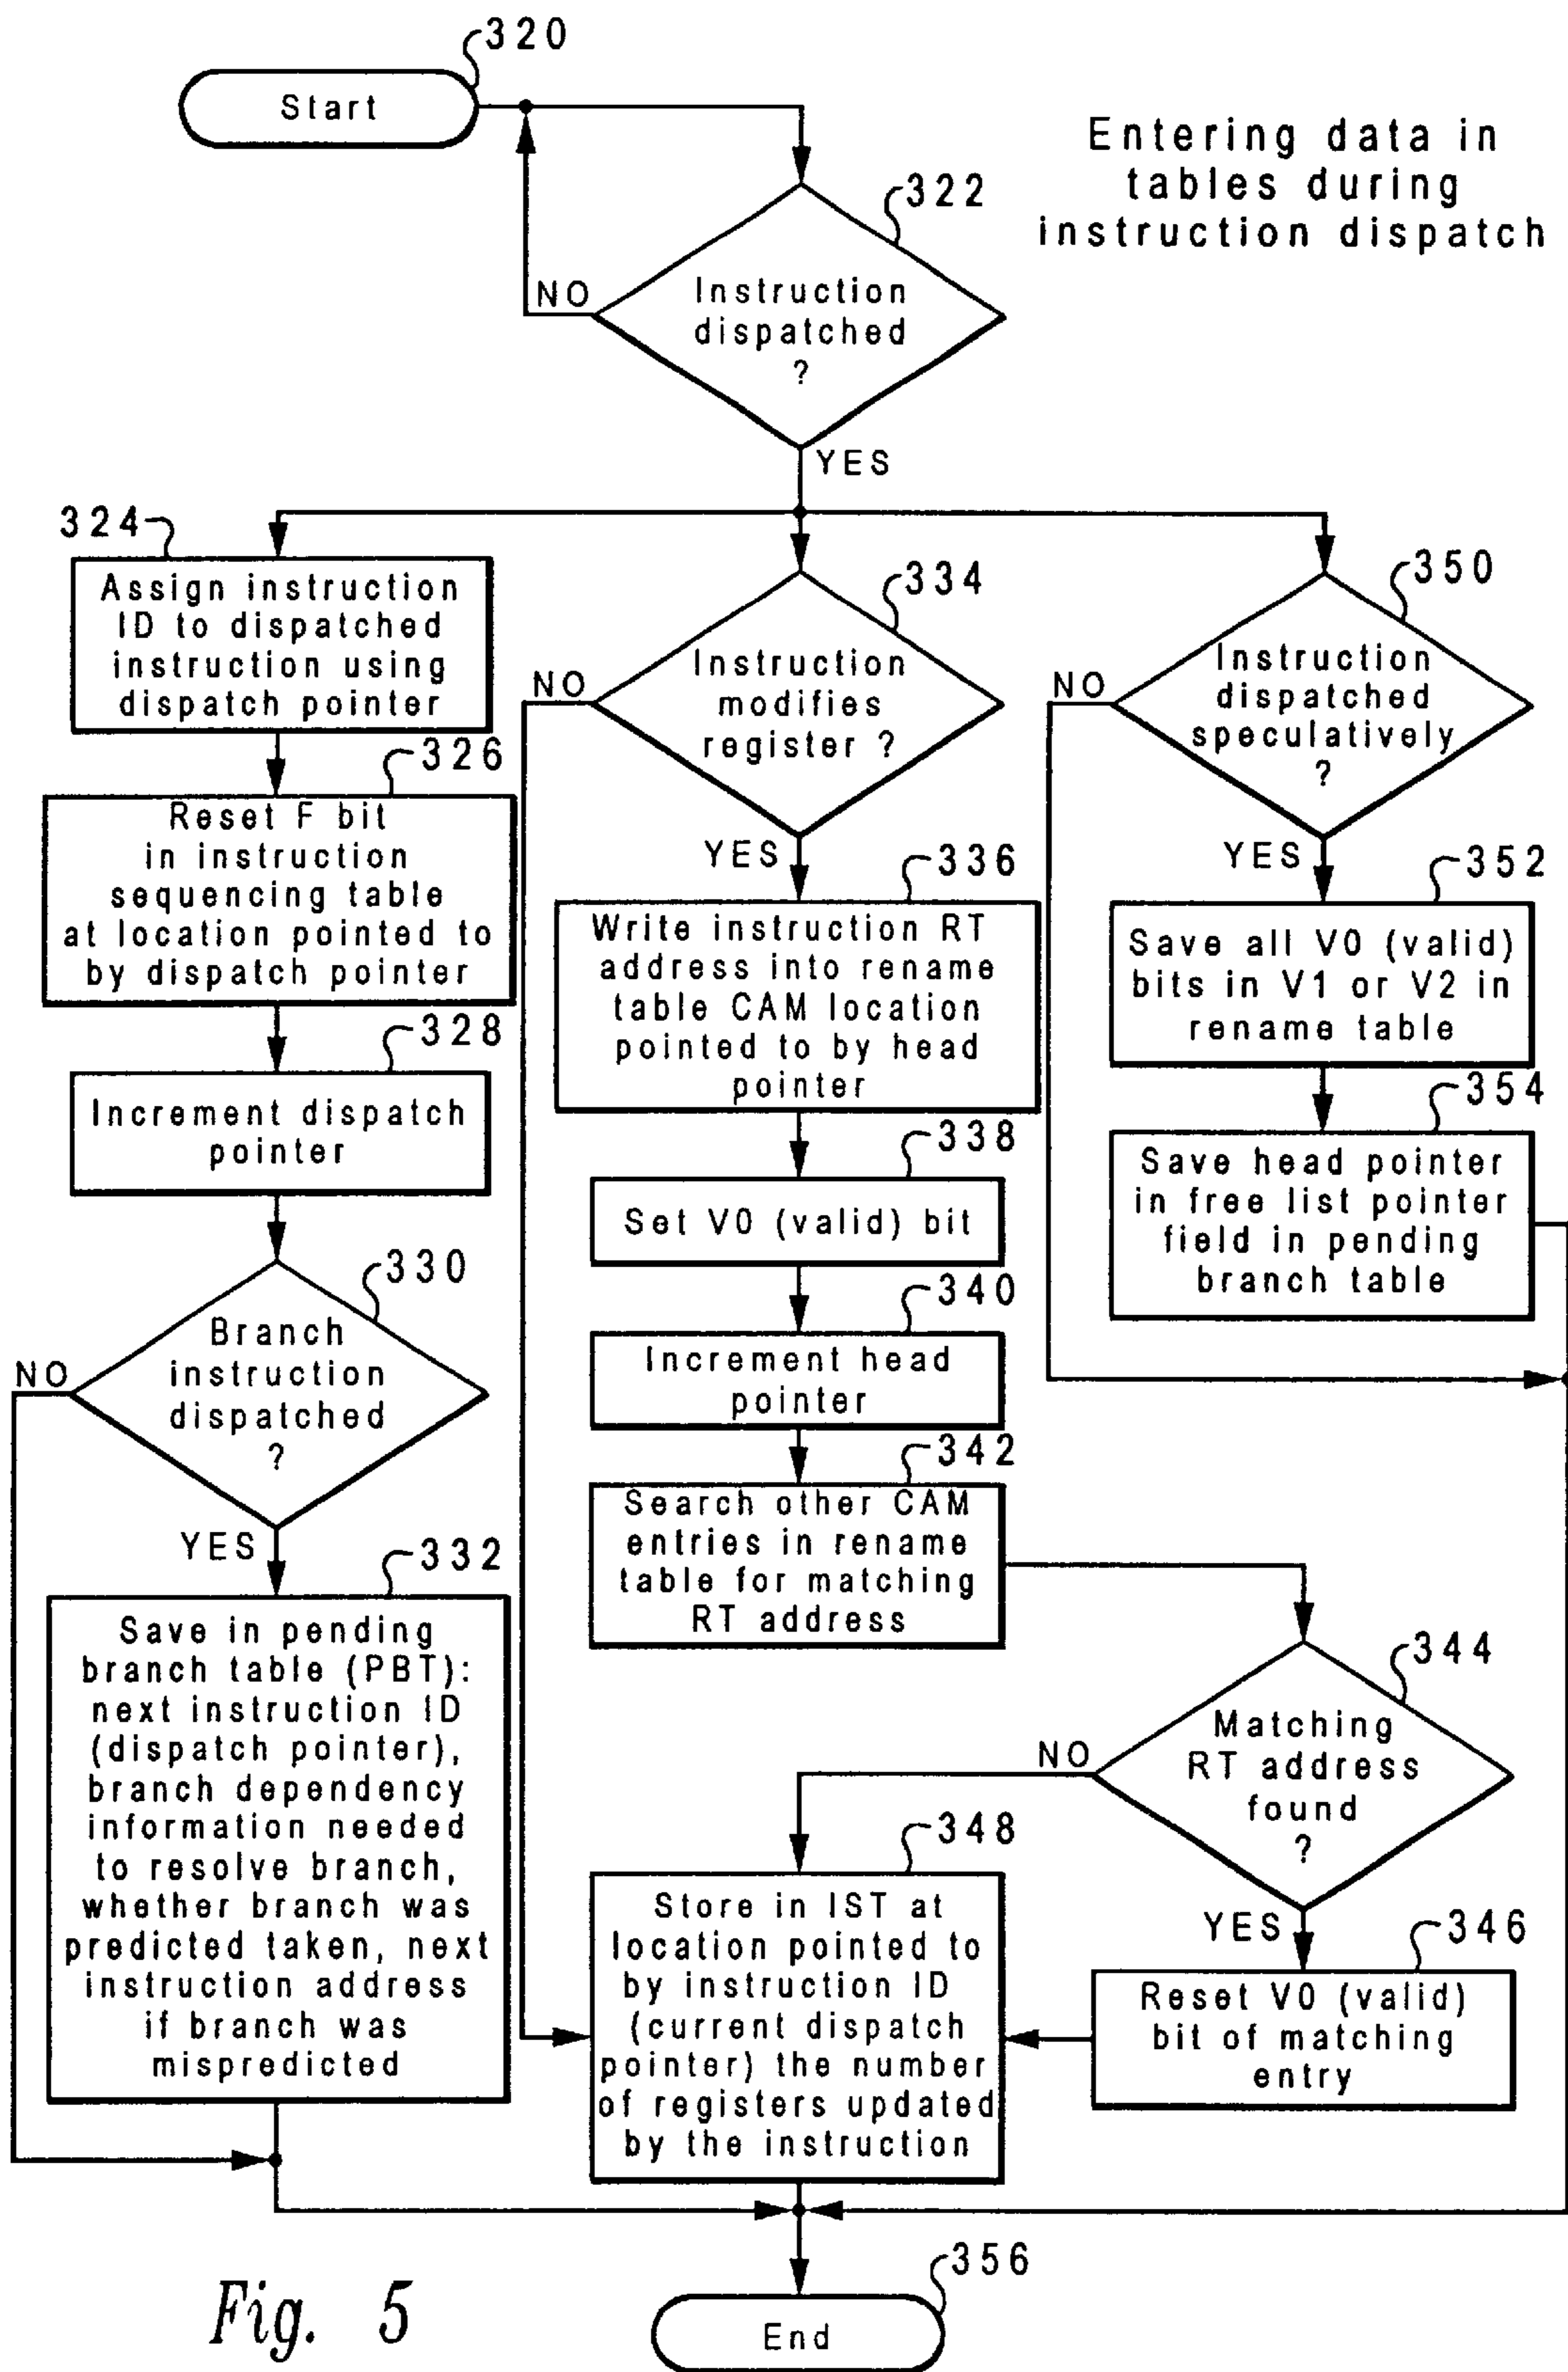 320
Start
Entering data in
tables during
instruction dispatch
322
Instruction
dispatched
?
NO
YES
324
Assign instruction
ID to dispatched
instruction using
dispatch pointer
326
Reset F bit
in instruction
sequencing table
at location pointed to
by dispatch pointer
328
Increment dispatch
pointer
330
Branch
instruction
dispatched
?
NO
YES
332
Save in pending
branch table (PBT):
next instruction ID
(dispatch pointer),
branch dependency
information needed
to resolve branch,
whether branch was
predicted taken, next
instruction address
if branch was
mispredicted
334
Instruction
modifies
register ?
NO
YES
336
Write instruction RT
address into rename
table CAM location
pointed to by head
pointer
338
Set V0 (valid) bit
340
Increment head
pointer
342
Search other CAM
entries in rename
table for matching
RT address
344
Matching
RT address
found
?
NO
YES
346
Reset V0 (valid)
bit of matching
entry
348
Store in IST at
location pointed to
by instruction ID
(current dispatch
pointer) the number
of registers updated
by the instruction
350
Instruction
dispatched
speculatively
?
NO
YES
352
Save all V0 (valid)
bits in V1 or V2 in
rename table
354
Save head pointer
in free list pointer
field in pending
branch table
356
End
Fig. 5